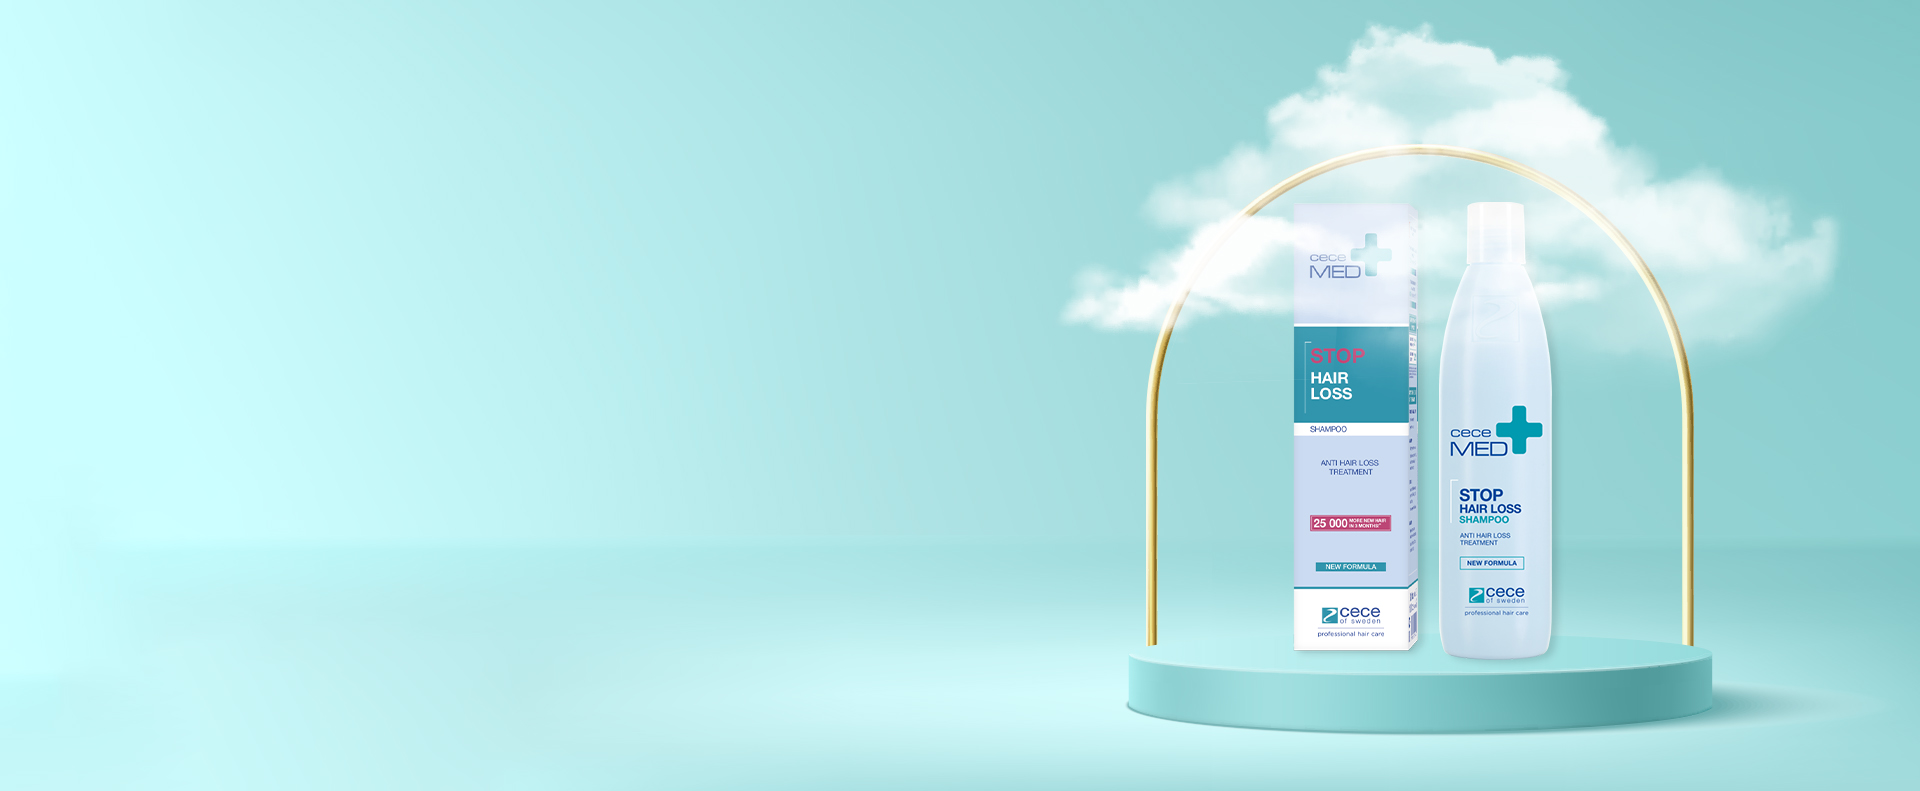 cece
MED
STOP
HAIR
LOSS
SHAMPOO
ANTI HAIR LOSS
TREATMENT
25 000 MORE NEW HAIR
IN 3 MONTHS*
NEW FORMULA
cece
of sweden
professional hair care
cece
MED
STOP
HAIR LOSS
SHAMPOO
ANTI HAIR LOSS
TREATMENT
NEW FORMULA
cece
of sweden
professional hair care